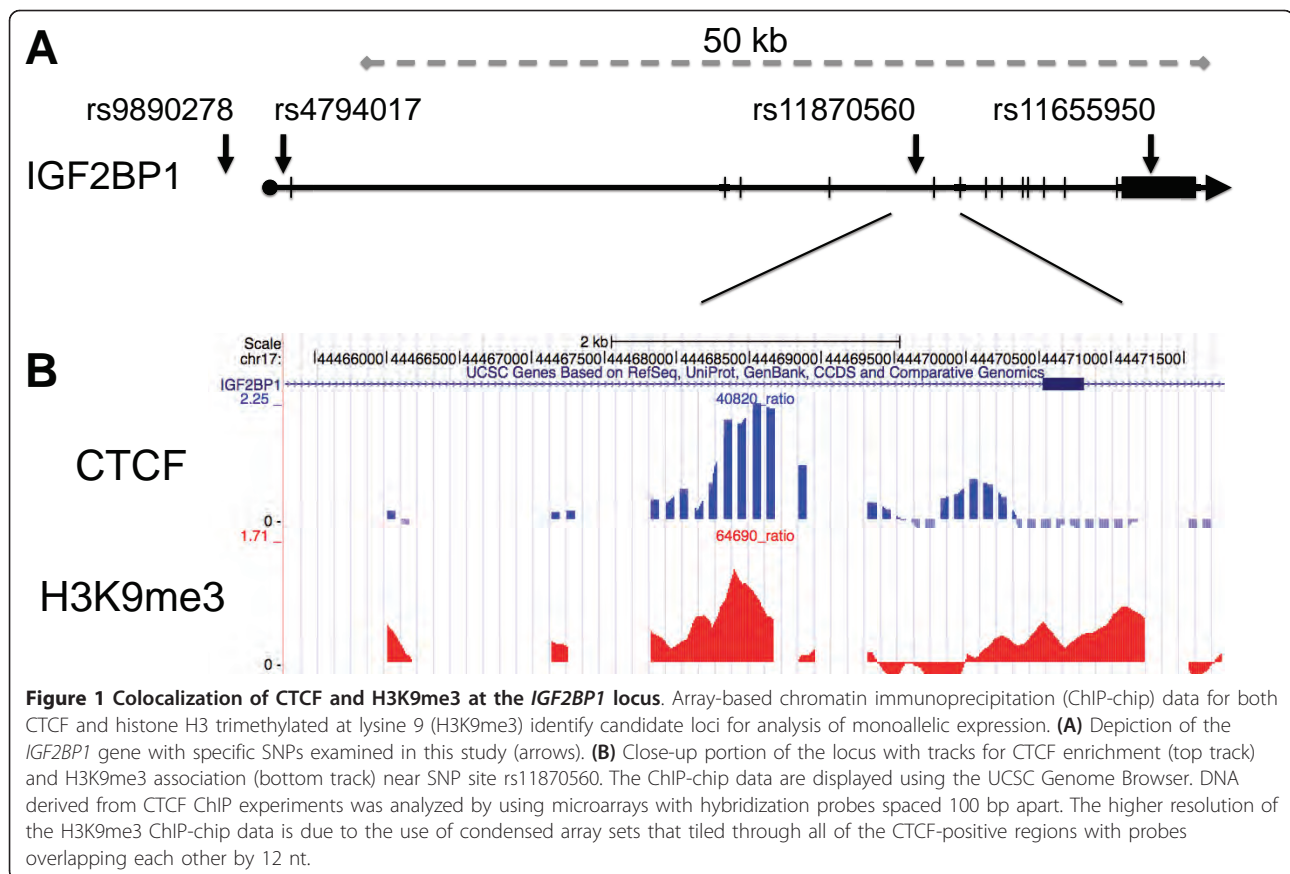 A
50 kb
rs9890278 rs4794017 rs11870560 rs11655950
IGF2BP1
B
Scale 2 kb
chr17: 44466000 44466500 44467000 44467500 44468000 44468500 44469000 44469500 44470000 44470500 44471000 44471500
UCSC Genes Based on RefSeq, UniProt, GenBank, CCDS and Comparative Genomics
IGF2BP1
2.25 _ 40820_ratio
CTCF
0 -
1.71 _ 64690_ratio
H3K9me3
0 -
Figure 1 Colocalization of CTCF and H3K9me3 at the IGF2BP1 locus. Array-based chromatin immunoprecipitation (ChIP-chip) data for both
CTCF and histone H3 trimethylated at lysine 9 (H3K9me3) identify candidate loci for analysis of monoallelic expression. (A) Depiction of the
IGF2BP1 gene with specific SNPs examined in this study (arrows). (B) Close-up portion of the locus with tracks for CTCF enrichment (top track)
and H3K9me3 association (bottom track) near SNP site rs11870560. The ChIP-chip data are displayed using the UCSC Genome Browser. DNA
derived from CTCF ChIP experiments was analyzed by using microarrays with hybridization probes spaced 100 bp apart. The higher resolution of
the H3K9me3 ChIP-chip data is due to the use of condensed array sets that tiled through all of the CTCF-positive regions with probes
overlapping each other by 12 nt.